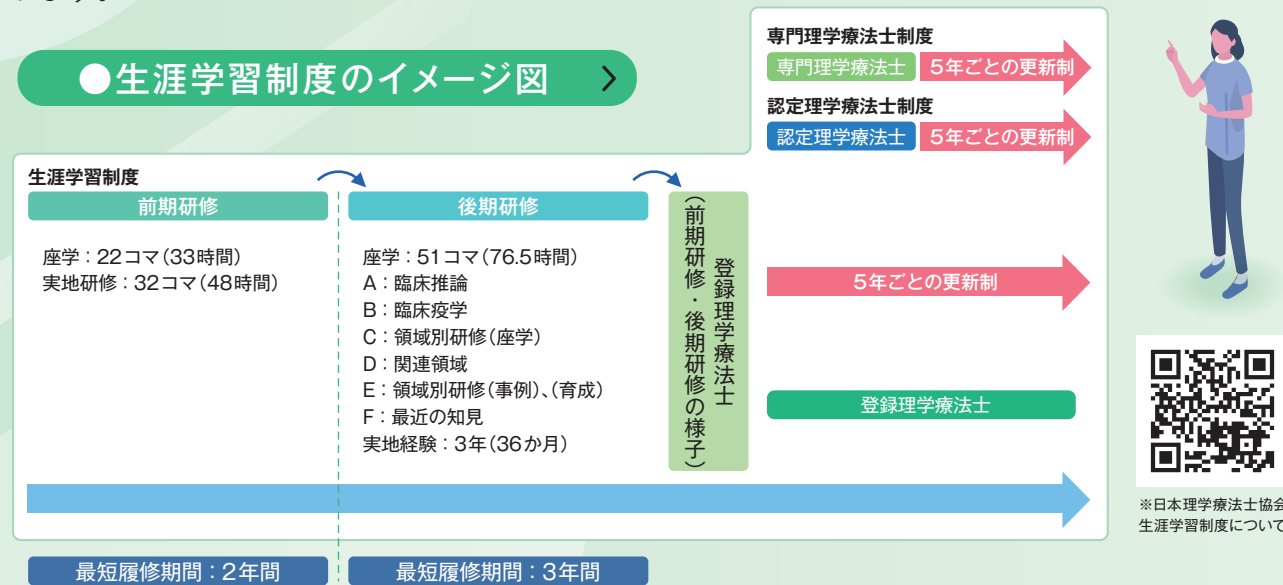 ●生涯学習制度のイメージ図
専門理学療法士制度
専門理学療法士 5年ごとの更新制
認定理学療法士制度
認定理学療法士 5年ごとの更新制
生涯学習制度
前期研修
座学：22コマ（33時間）
実地研修：32コマ（48時間）
後期研修
座学：51コマ（76.5時間）
A：臨床推論
B：臨床疫学
C：領域別研修（座学）
D：関連領域
E：領域別研修（事例）、（育成）
F：最近の知見
実地経験：3年（36か月）
登録理学療法士
（前期研修・後期研修の様子）
5年ごとの更新制
登録理学療法士
最短履修期間：2年間
最短履修期間：3年間
※日本理学療法士協会
生涯学習制度について